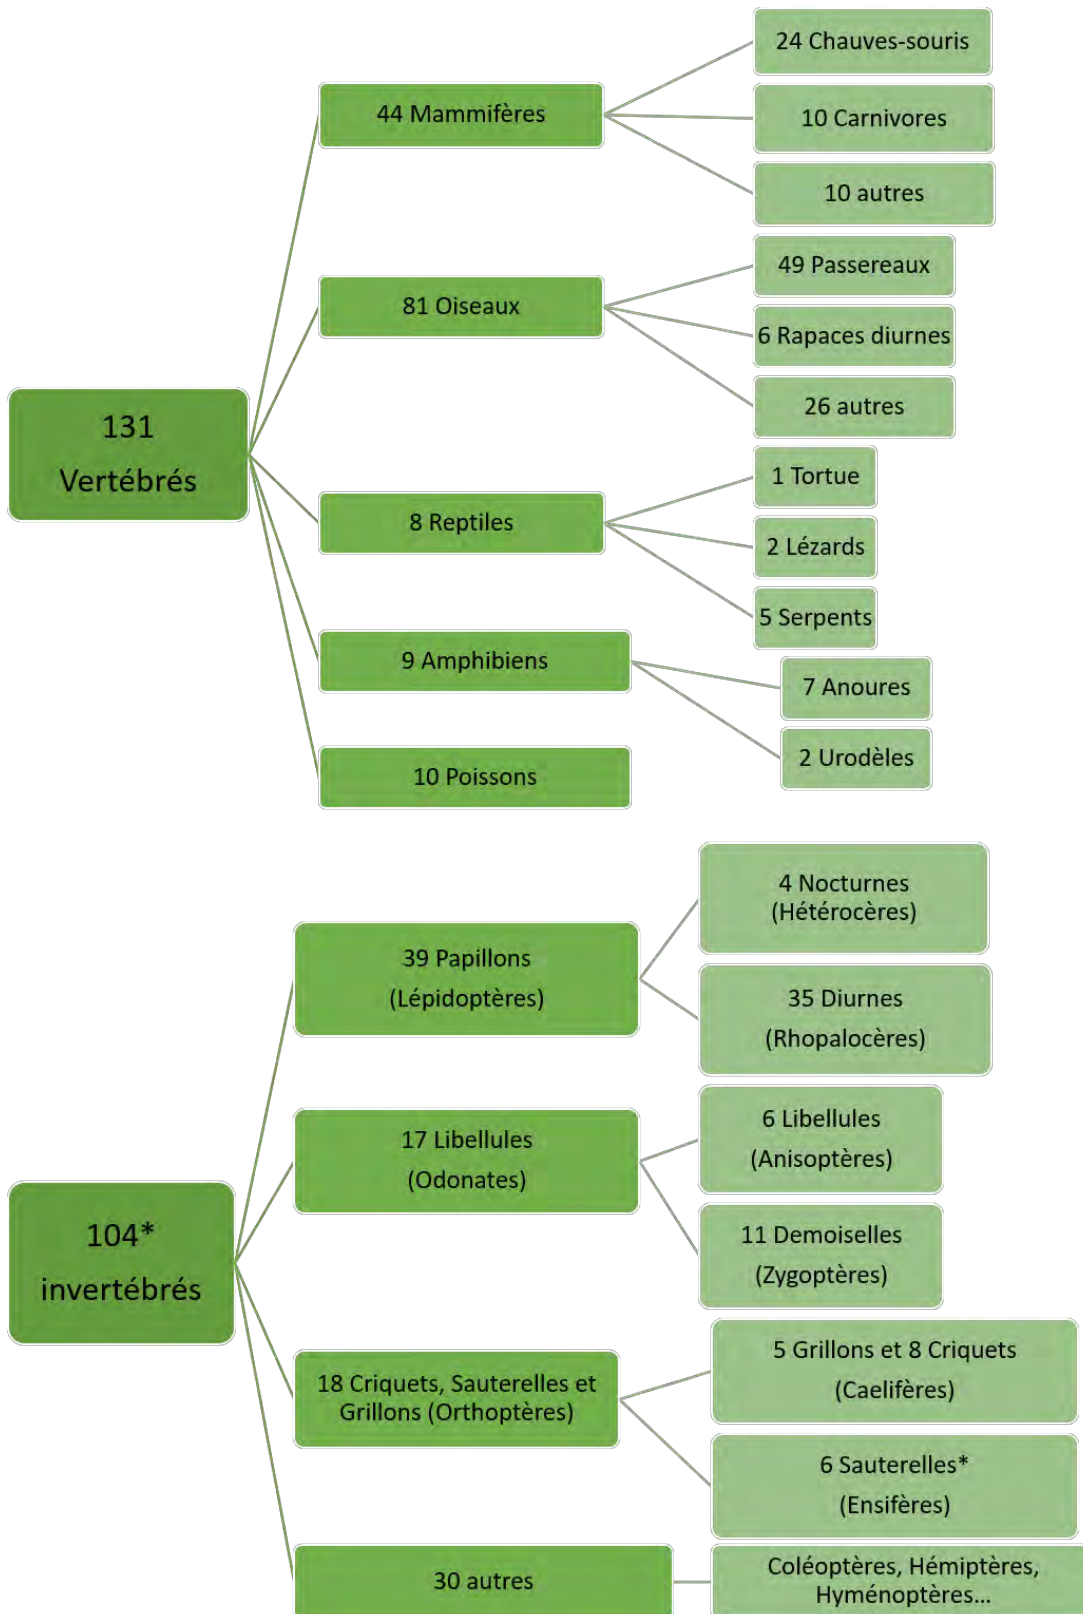 131
Vertébrés
44 Mammifères
24 Chauves-souris
10 Carnivores
10 autres
81 Oiseaux
49 Passereaux
6 Rapaces diurnes
26 autres
8 Reptiles
1 Tortue
2 Lézards
5 Serpents
9 Amphibiens
7 Anoures
2 Urodèles
10 Poissons
104*
invertébrés
39 Papillons
(Lépidoptères)
4 Nocturnes
(Hétérocères)
35 Diurnes
(Rhopalocères)
17 Libellules
(Odonates)
6 Libellules
(Anisoptères)
11 Demoiselles
(Zygoptères)
18 Criquets, Sauterelles et
Grillons (Orthoptères)
5 Grillons et 8 Criquets
(Caelifères)
6 Sauterelles*
(Ensifères)
30 autres
Coléoptères, Hémiptères,
Hyménoptères...